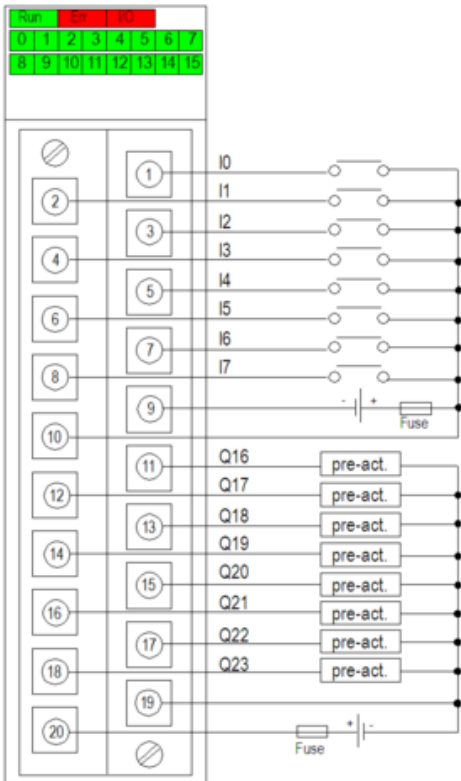 Run Err I/O
0 1 2 3 4 5 6 7
8 9 10 11 12 13 14 15
1 I0
2 I1
3 I2
4 I3
5 I4
6 I5
7 I6
8 I7
9 - + Fuse
10
11 Q16 pre-act.
12 Q17 pre-act.
13 Q18 pre-act.
14 Q19 pre-act.
15 Q20 pre-act.
16 Q21 pre-act.
17 Q22 pre-act.
18 Q23 pre-act.
19
20 Fuse + -